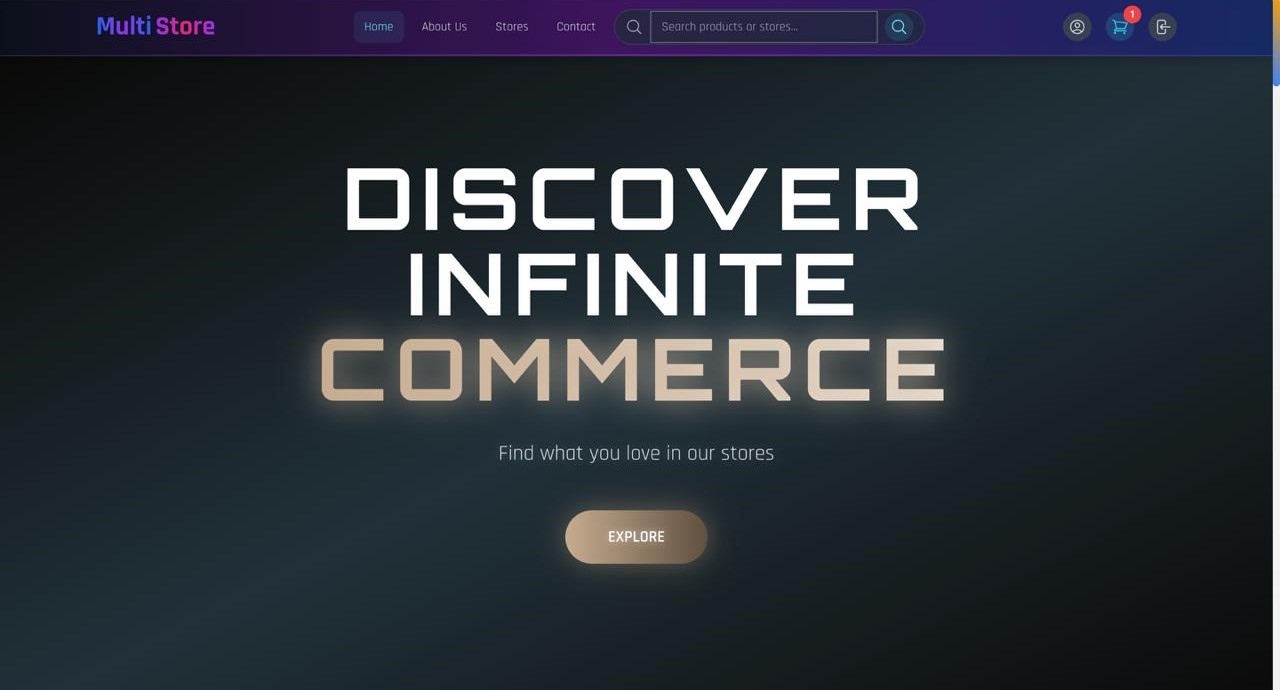 Multi Store
Home
About Us
Stores
Contact
Search products or stores...
1
DISCOVER
INFINITE
COMMERCE
Find what you love in our stores
EXPLORE